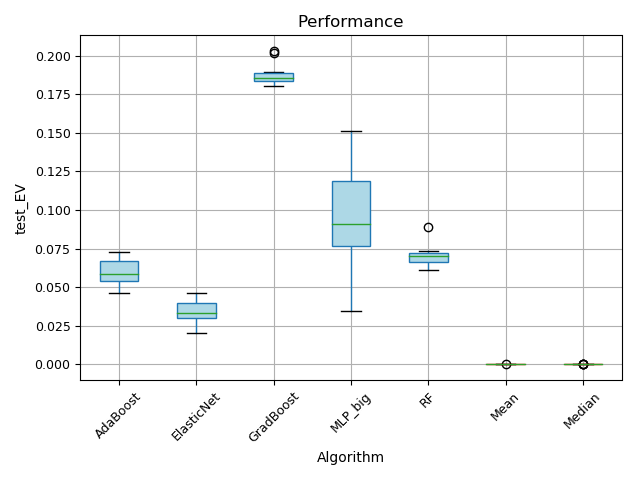 Performance
test_EV
0.200
0.175
0.150
0.125
0.100
0.075
0.050
0.025
0.000
AdaBoost
ElasticNet
GradBoost
MLP_big
RF
Mean
Median
Algorithm